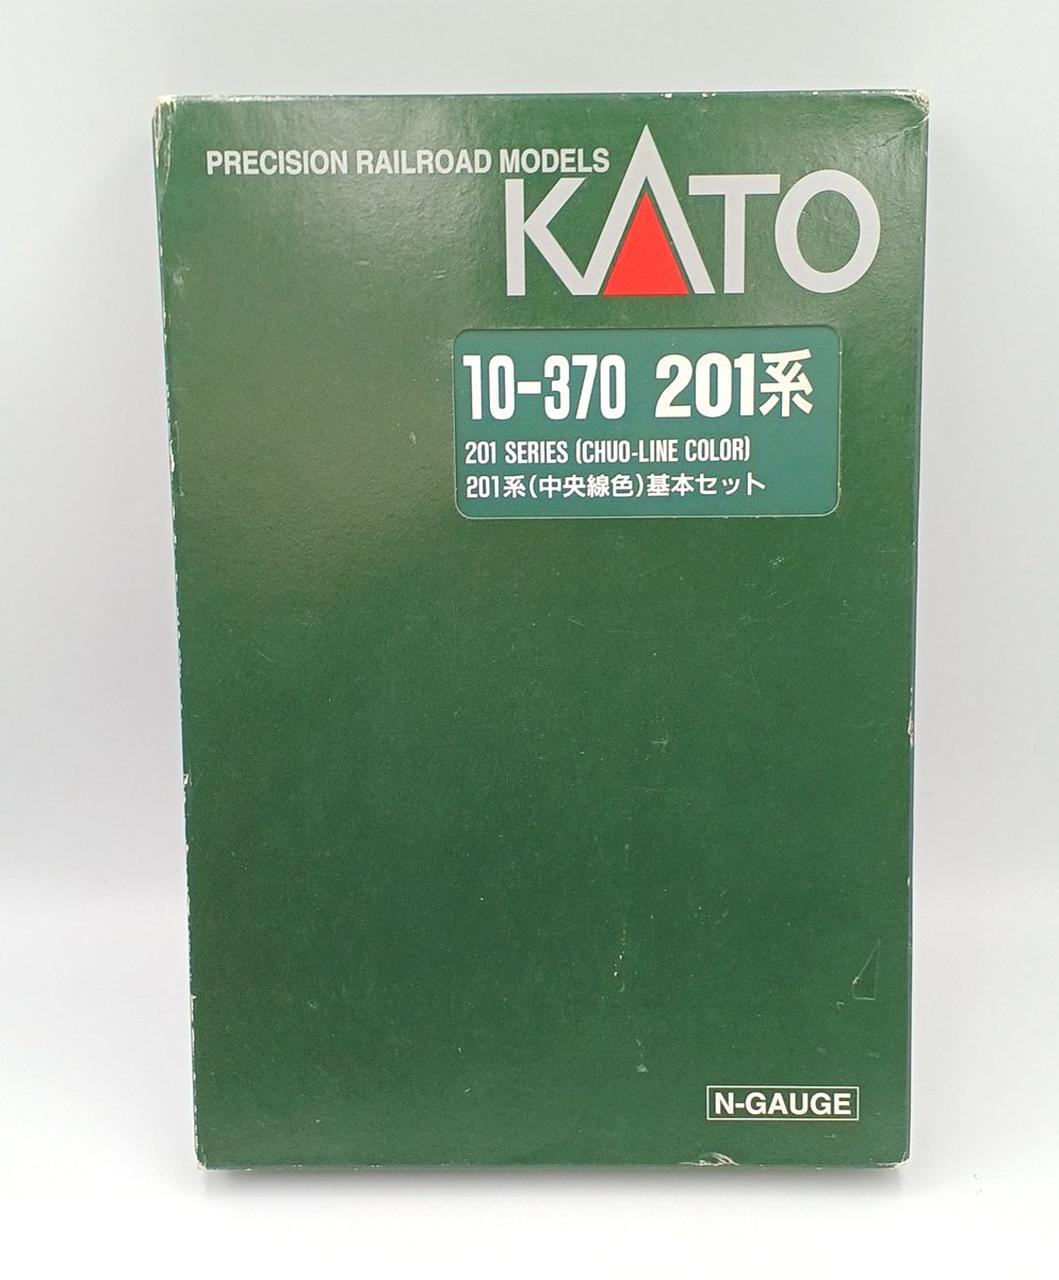 PRECISION RAILROAD MODELS
KATO
10-370 201系
201 SERIES (CHUO-LINE COLOR)
201系(中央線色)基本セット
N-GAUGE